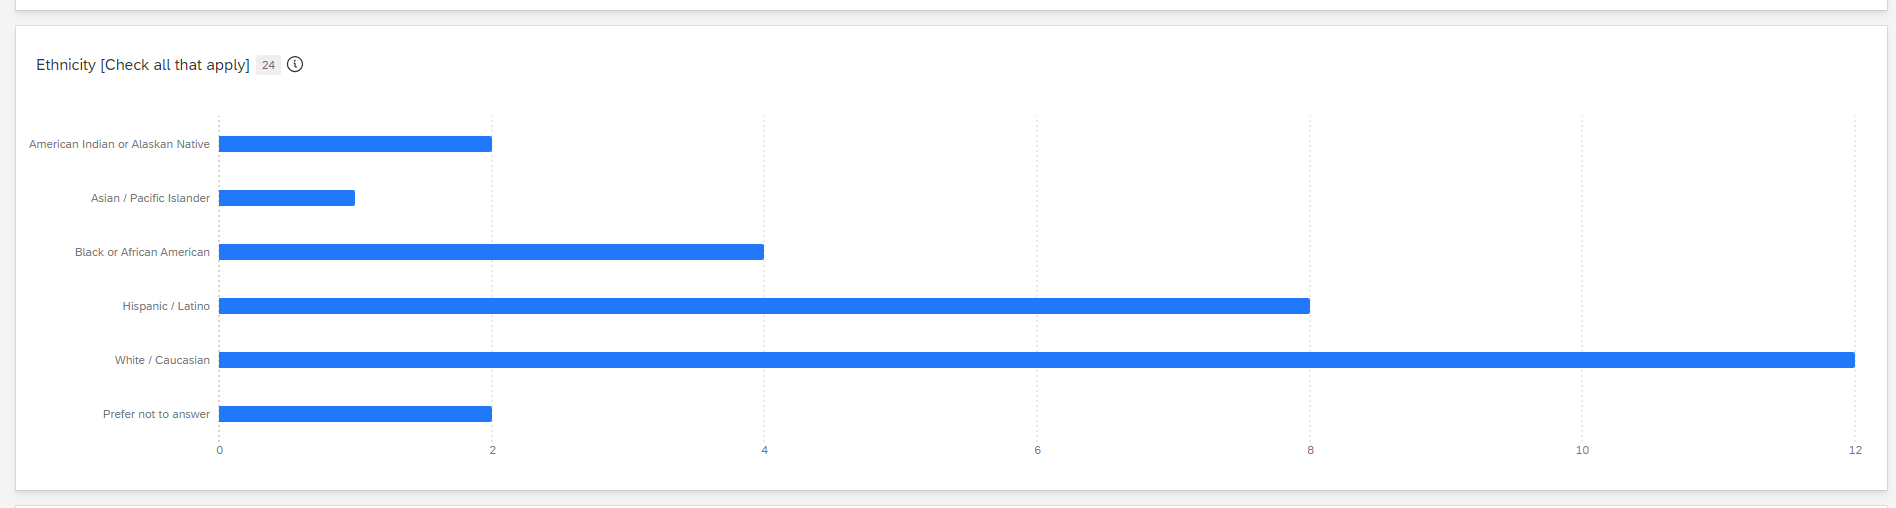 Ethnicity [Check all that apply] 24
American Indian or Alaskan Native
Asian / Pacific Islander
Black or African American
Hispanic / Latino
White / Caucasian
Prefer not to answer
0 2 4 6 8 10 12